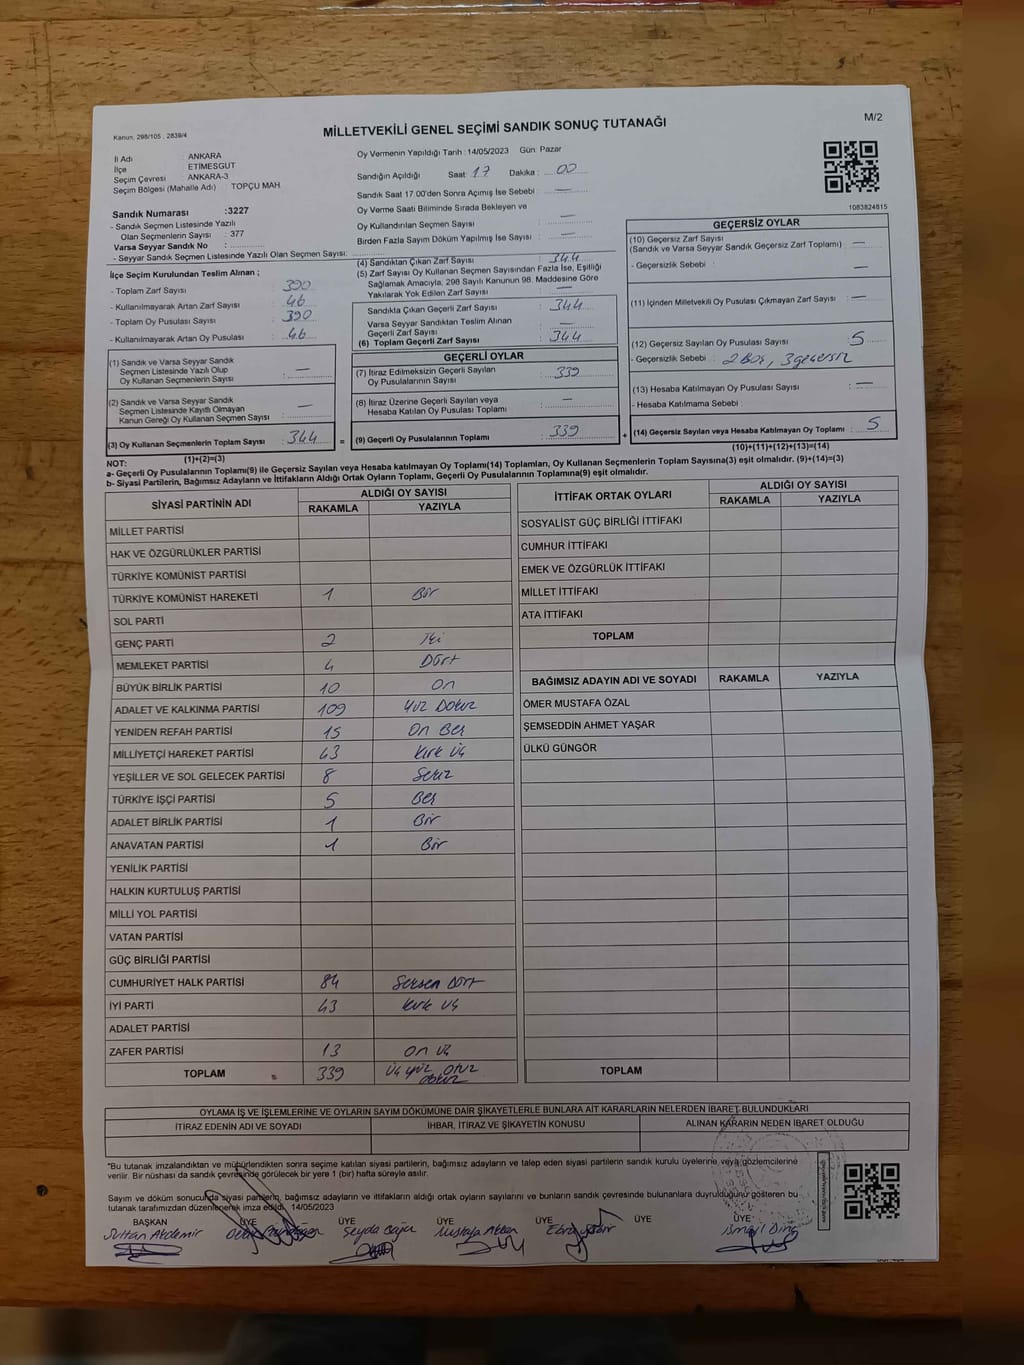 Kanun, 298/105 ; 2839/4
MİLLETVEKİLİ GENEL SEÇİMİ SANDIK SONUÇ TUTANAĞI
M/2
İl Adı : ANKARA
İlçe : ETİMESGUT
Seçim Çevresi : ANKARA-3
Seçim Bölgesi (Mahalle Adı) : TOPÇU MAH
Sandık Numarası :3227
- Sandık Seçmen Listesinde Yazılı
Olan Seçmenlerin Sayısı : 377
Varsa Seyyar Sandık No :
- Seyyar Sandık Seçmen Listesinde Yazılı Olan Seçmen Sayısı:
Oy Vermenin Yapıldığı Tarih : 14/05/2023 Gün: Pazar
Sandığın Açıldığı Saat 17 Dakika : 00
Sandık Saat 17.00'den Sonra Açımış İse Sebebi : —
Oy Verme Saati Bitiminde Sırada Bekleyen ve
Oy Kullandırılan Seçmen Sayısı : —
Birden Fazla Sayım Döküm Yapılmış İse Sayısı : —
1083824815
İlçe Seçim Kurulundan Teslim Alınan ;
- Toplam Zarf Sayısı : 390
- Kullanılmayarak Artan Zarf Sayısı : 46
- Toplam Oy Pusulası Sayısı : 390
- Kullanılmayarak Artan Oy Pusulası : 46
(1) Sandık ve Varsa Seyyar Sandık
Seçmen Listesinde Yazılı Olup
Oy Kullanan Seçmenlerin Sayısı : —
(2) Sandık ve Varsa Seyyar Sandık
Seçmen Listesinde Kayıtlı Olmayan
Kanun Gereği Oy Kullanan Seçmen Sayısı : —
(3) Oy Kullanan Seçmenlerin Toplam Sayısı : 344 =
(1)+(2)=(3)
(4) Sandıktan Çıkan Zarf Sayısı : 344
(5) Zarf Sayısı Oy Kullanan Seçmen Sayısından Fazla İse, Eşitliği
Sağlamak Amacıyla, 298 Sayılı Kanunun 98. Maddesine Göre
Yakılarak Yok Edilen Zarf Sayısı : —
Sandıkta Çıkan Geçerli Zarf Sayısı : 344
Varsa Seyyar Sandıktan Teslim Alınan
Geçerli Zarf Sayısı : —
(6) Toplam Geçerli Zarf Sayısı : 344
GEÇERLİ OYLAR
(7) İtiraz Edilmeksizin Geçerli Sayılan
Oy Pusulalarının Sayısı : 339
(8) İtiraz Üzerine Geçerli Sayılan veya
Hesaba Katılan Oy Pusulası Toplamı : —
(9) Geçerli Oy Pusulalarının Toplamı : 339 +
GEÇERSİZ OYLAR
(10) Geçersiz Zarf Sayısı
(Sandık ve Varsa Seyyar Sandık Geçersiz Zarf Toplamı) : —
- Geçersizlik Sebebi : —
(11) İçinden Milletvekili Oy Pusulası Çıkmayan Zarf Sayısı : —
(12) Geçersiz Sayılan Oy Pusulası Sayısı : 5
- Geçersizlik Sebebi : 2 Boş, 3 geçersiz
(13) Hesaba Katılmayan Oy Pusulası Sayısı : —
- Hesaba Katılmama Sebebi :
(14) Geçersiz Sayılan veya Hesaba Katılmayan Oy Toplamı : 5
(10)+(11)+(12)+(13)=(14)
NOT:
a- Geçerli Oy Pusulalarının Toplamı(9) ile Geçersiz Sayılan veya Hesaba katılmayan Oy Toplamı(14) Toplamları, Oy Kullanan Seçmenlerin Toplam Sayısına(3) eşit olmalıdır. (9)+(14)=(3)
b- Siyasi Partilerin, Bağımsız Adayların ve İttifakların Aldığı Ortak Oyların Toplamı, Geçerli Oy Pusulalarının Toplamına(9) eşit olmalıdır.
SİYASİ PARTİNİN ADI ALDIĞI OY SAYISI
RAKAMLA YAZIYLA
MİLLET PARTİSİ
HAK VE ÖZGÜRLÜKLER PARTİSİ
TÜRKİYE KOMÜNİST PARTİSİ
TÜRKİYE KOMÜNİST HAREKETİ 1 Bir
SOL PARTİ
GENÇ PARTİ 2 İki
MEMLEKET PARTİSİ 4 Dört
BÜYÜK BİRLİK PARTİSİ 10 On
ADALET VE KALKINMA PARTİSİ 109 Yüz Dokuz
YENİDEN REFAH PARTİSİ 15 On Beş
MİLLİYETÇİ HAREKET PARTİSİ 43 Kırk Üç
YEŞİLLER VE SOL GELECEK PARTİSİ 8 Sekiz
TÜRKİYE İŞÇİ PARTİSİ 5 Beş
ADALET BİRLİK PARTİSİ 1 Bir
ANAVATAN PARTİSİ 1 Bir
YENİLİK PARTİSİ
HALKIN KURTULUŞ PARTİSİ
MİLLİ YOL PARTİSİ
VATAN PARTİSİ
GÜÇ BİRLİĞİ PARTİSİ
CUMHURİYET HALK PARTİSİ 84 Seksen Dört
İYİ PARTİ 43 Kırk Üç
ADALET PARTİSİ
ZAFER PARTİSİ 13 On Üç
TOPLAM 339 Üç yüz otuz
dokuz
İTTİFAK ORTAK OYLARI ALDIĞI OY SAYISI
RAKAMLA YAZIYLA
SOSYALİST GÜÇ BİRLİĞİ İTTİFAKI
CUMHUR İTTİFAKI
EMEK VE ÖZGÜRLÜK İTTİFAKI
MİLLET İTTİFAKI
ATA İTTİFAKI
TOPLAM
BAĞIMSIZ ADAYIN ADI VE SOYADI RAKAMLA YAZIYLA
ÖMER MUSTAFA ÖZAL
ŞEMSEDDİN AHMET YAŞAR
ÜLKÜ GÜNGÖR
TOPLAM
OYLAMA İŞ VE İŞLEMLERİNE VE OYLARIN SAYIM DÖKÜMÜNE DAİR ŞİKAYETLERLE BUNLARA AİT KARARLARIN NELERDEN İBARET BULUNDUKLARI
İTİRAZ EDENİN ADI VE SOYADI İHBAR, İTİRAZ VE ŞİKAYETİN KONUSU ALINAN KARARIN NEDEN İBARET OLDUĞU
"Bu tutanak imzalandıktan ve mühürlendikten sonra seçime katılan siyasi partilerin, bağımsız adayların ve talep eden siyasi partilerin sandık kurulu üyelerine veya gözlemcilerine
verilir. Bir nüshası da sandık çevresinde görülecek bir yere 1 (bir) hafta süreyle asılır.
Sayım ve döküm sonucunda siyasi partilerin, bağımsız adayların ve ittifakların aldığı ortak oyların sayılarını ve bunların sandık çevresinde bulunanlara duyrulduğunu gösteren bu
tutanak tarafımızdan düzenlenerek imza edildi. 14/05/2023
BAŞKAN ÜYE ÜYE ÜYE ÜYE ÜYE ÜYE
Sultan Akdemir Şeyda Mustafa Ebru İsmail Dinç